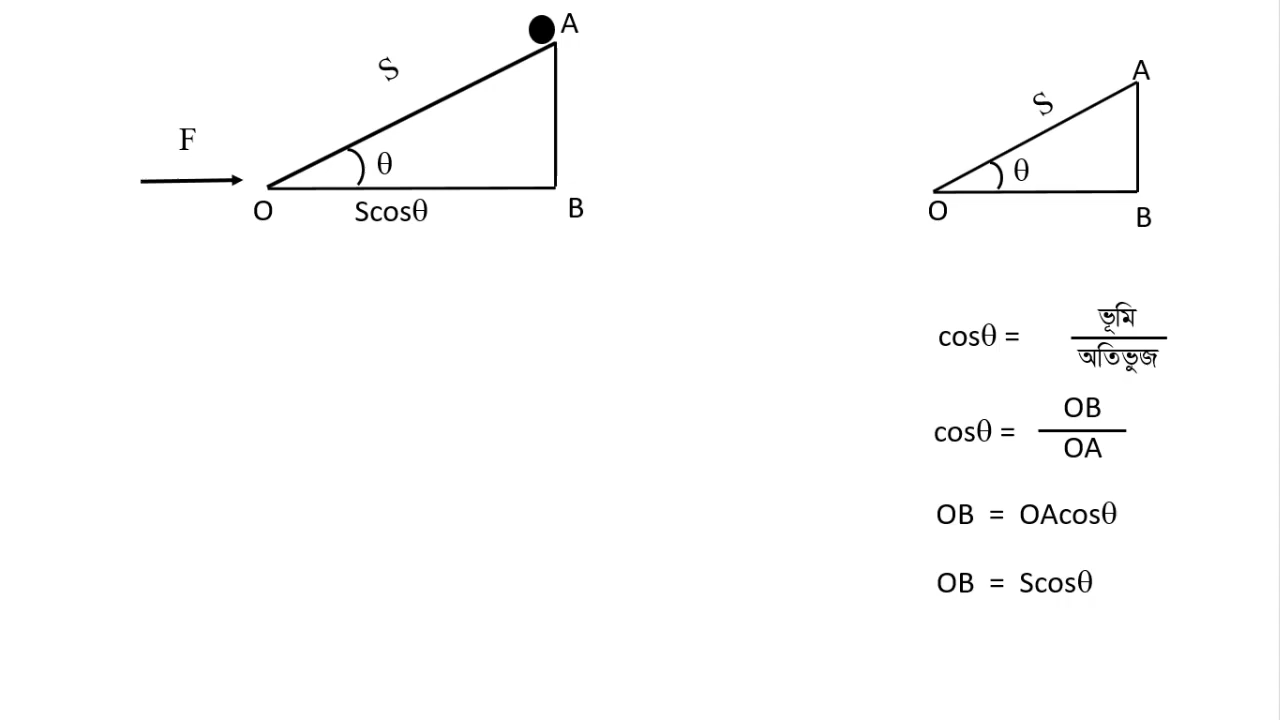 A
S
F
θ
O
Scosθ
B
A
S
θ
O
B
cosθ =
ভূমি
অতিভুজ
cosθ =
OB
OA
OB = OAcosθ
OB = Scosθ